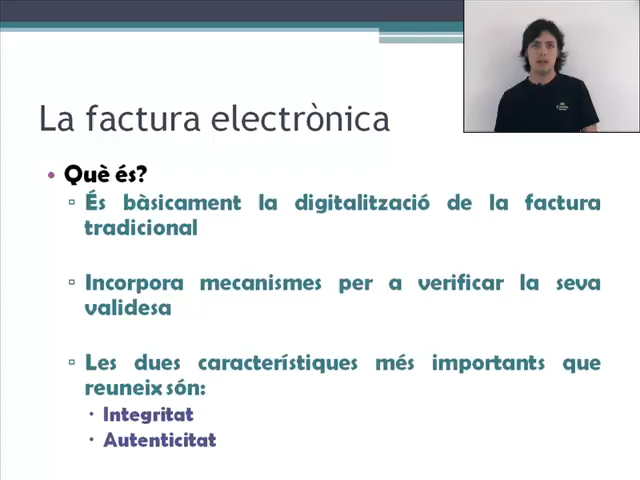 La factura electrònica
• Què és?
▫ És bàsicament la digitalització de la factura
tradicional
▫ Incorpora mecanismes per a verificar la seva
validesa
▫ Les dues característiques més importants que
reuneix són:
· Integritat
· Autenticitat